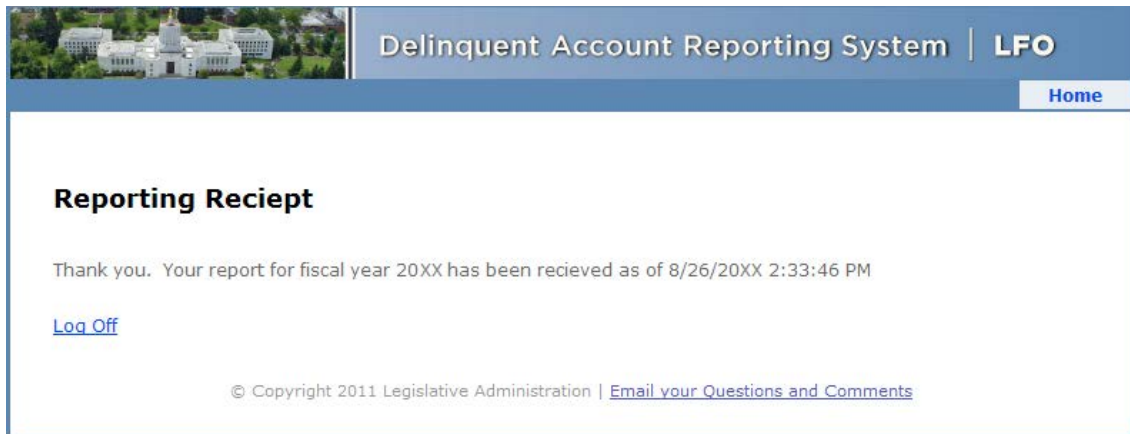 Delinquent Account Reporting System | LFO
Home
Reporting Reciept
Thank you. Your report for fiscal year 20XX has been recieved as of 8/26/20XX 2:33:46 PM
Log Off
© Copyright 2011 Legislative Administration | Email your Questions and Comments